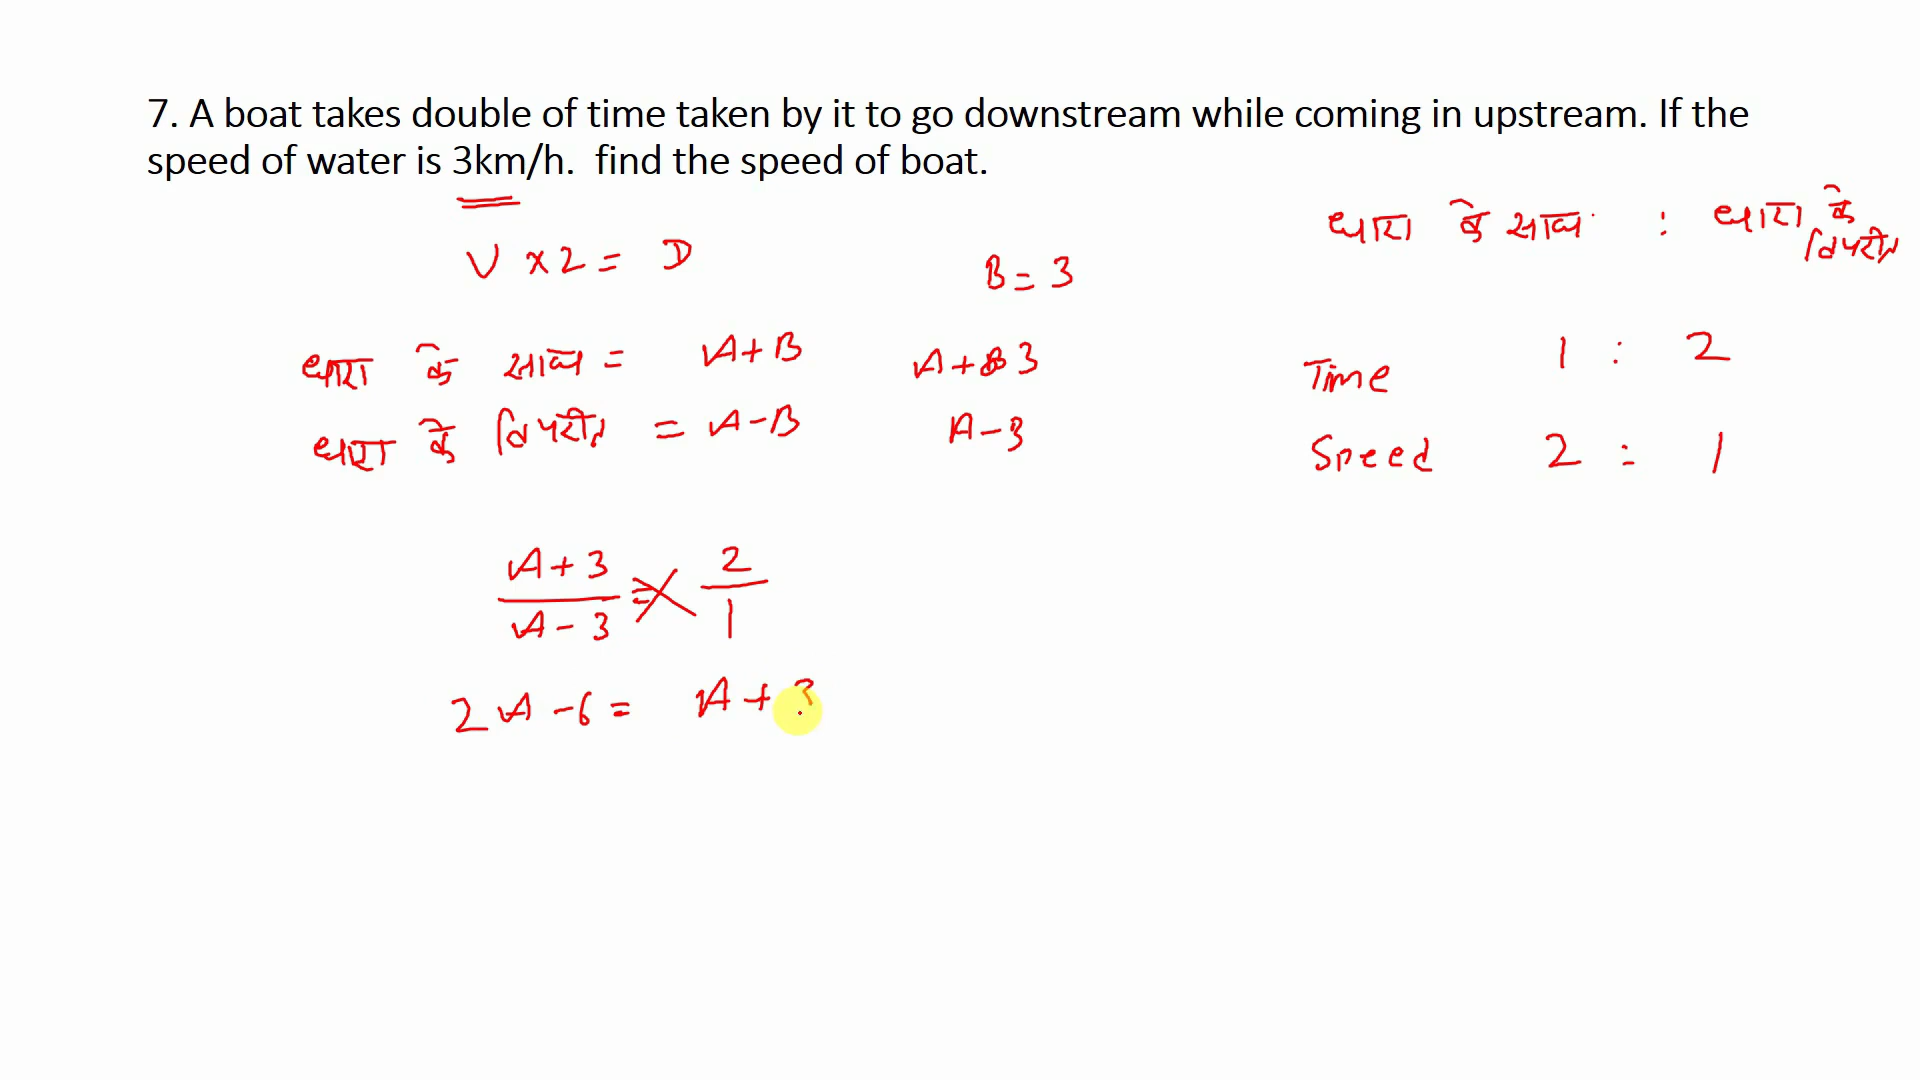 7. A boat takes double of time taken by it to go downstream while coming in upstream. If the
speed of water is 3km/h. find the speed of boat.
धारा के साथ : धारा के विपरीत
U × 2 = D
B = 3
धारा के साथ = A + B A + B 3
धारा के विपरीत = A - B A - 3
Time 1 : 2
Speed 2 : 1
A + 3 = 2
A - 3 1
2A - 6 = A + 3